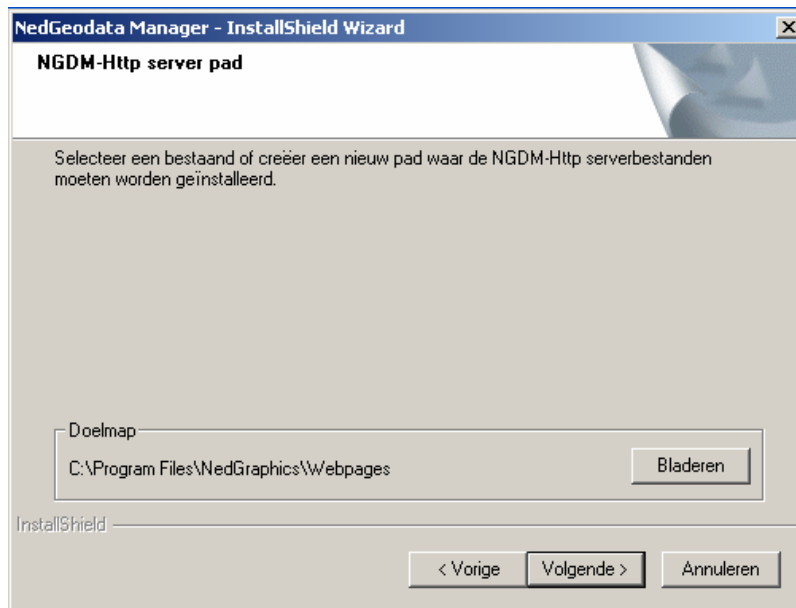 NedGeodata Manager - InstallShield Wizard
NGDM-Http server pad
Selecteer een bestaand of creëer een nieuw pad waar de NGDM-Http serverbestanden
moeten worden geïnstalleerd.
Doelmap
C:\Program Files\NedGraphics\Webpages
Bladeren
InstallShield
< Vorige
Volgende >
Annuleren